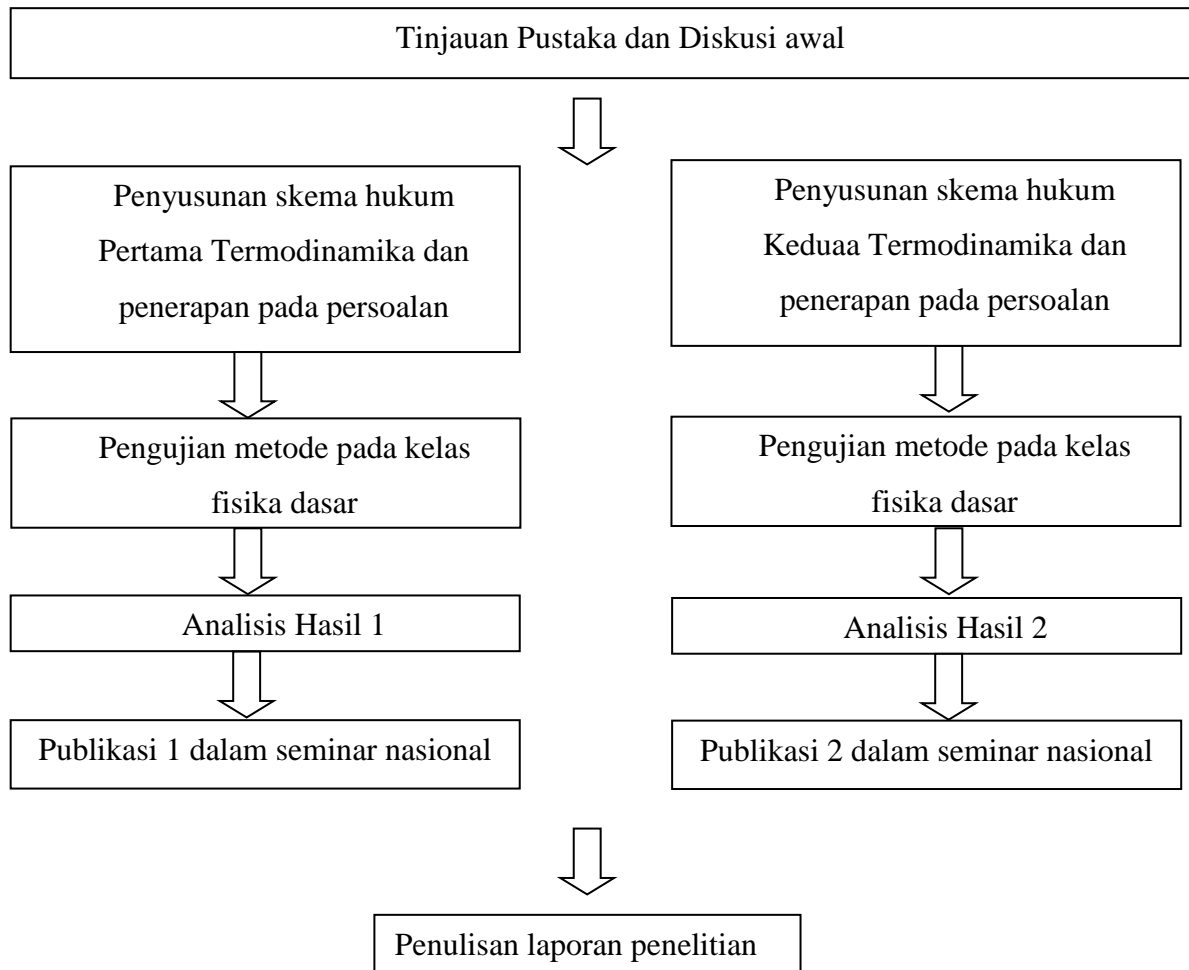 Tinjauan Pustaka dan Diskusi awal
Penyusunan skema hukum
Pertama Termodinamika dan
penerapan pada persoalan
Pengujian metode pada kelas
fisika dasar
Analisis Hasil 1
Publikasi 1 dalam seminar nasional
Penyusunan skema hukum
Keduaa Termodinamika dan
penerapan pada persoalan
Pengujian metode pada kelas
fisika dasar
Analisis Hasil 2
Publikasi 2 dalam seminar nasional
Penulisan laporan penelitian